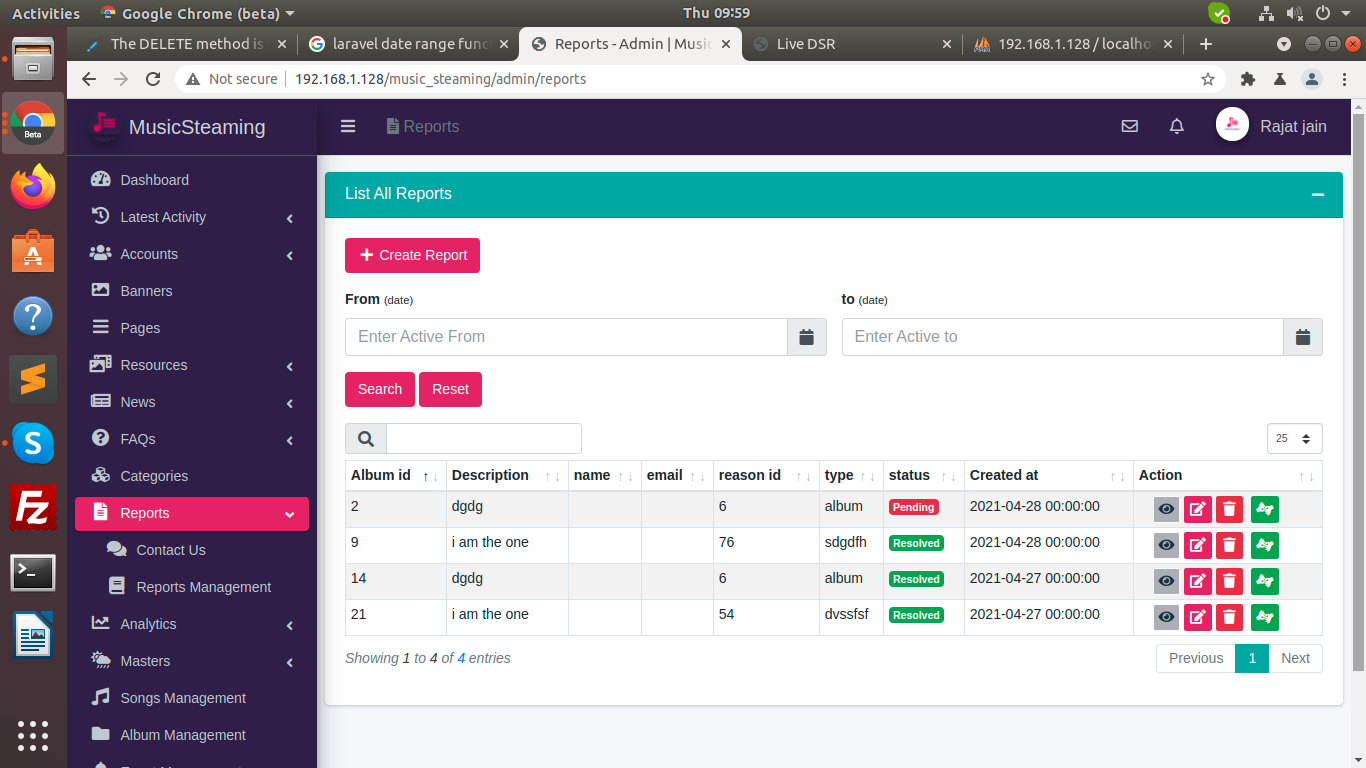 Activities Google Chrome (beta) Thu 09:59
The DELETE method is laravel date range func Reports - Admin | Music Live DSR 192.168.1.128 / localhos
Not secure 192.168.1.128/music_steaming/admin/reports
Beta
MusicSteaming Reports Rajat jain
Dashboard
Latest Activity
Accounts
Banners
Pages
Resources
News
FAQs
Categories
Reports
Contact Us
Reports Management
Analytics
Masters
Songs Management
Album Management
List All Reports
Create Report
From (date) to (date)
Enter Active From Enter Active to
Search Reset
25
Album id Description name email reason id type status Created at Action
2 dgdg 6 album Pending 2021-04-28 00:00:00
9 i am the one 76 sdgdfh Resolved 2021-04-28 00:00:00
14 dgdg 6 album Resolved 2021-04-27 00:00:00
21 i am the one 54 dvssfsf Resolved 2021-04-27 00:00:00
Showing 1 to 4 of 4 entries Previous 1 Next